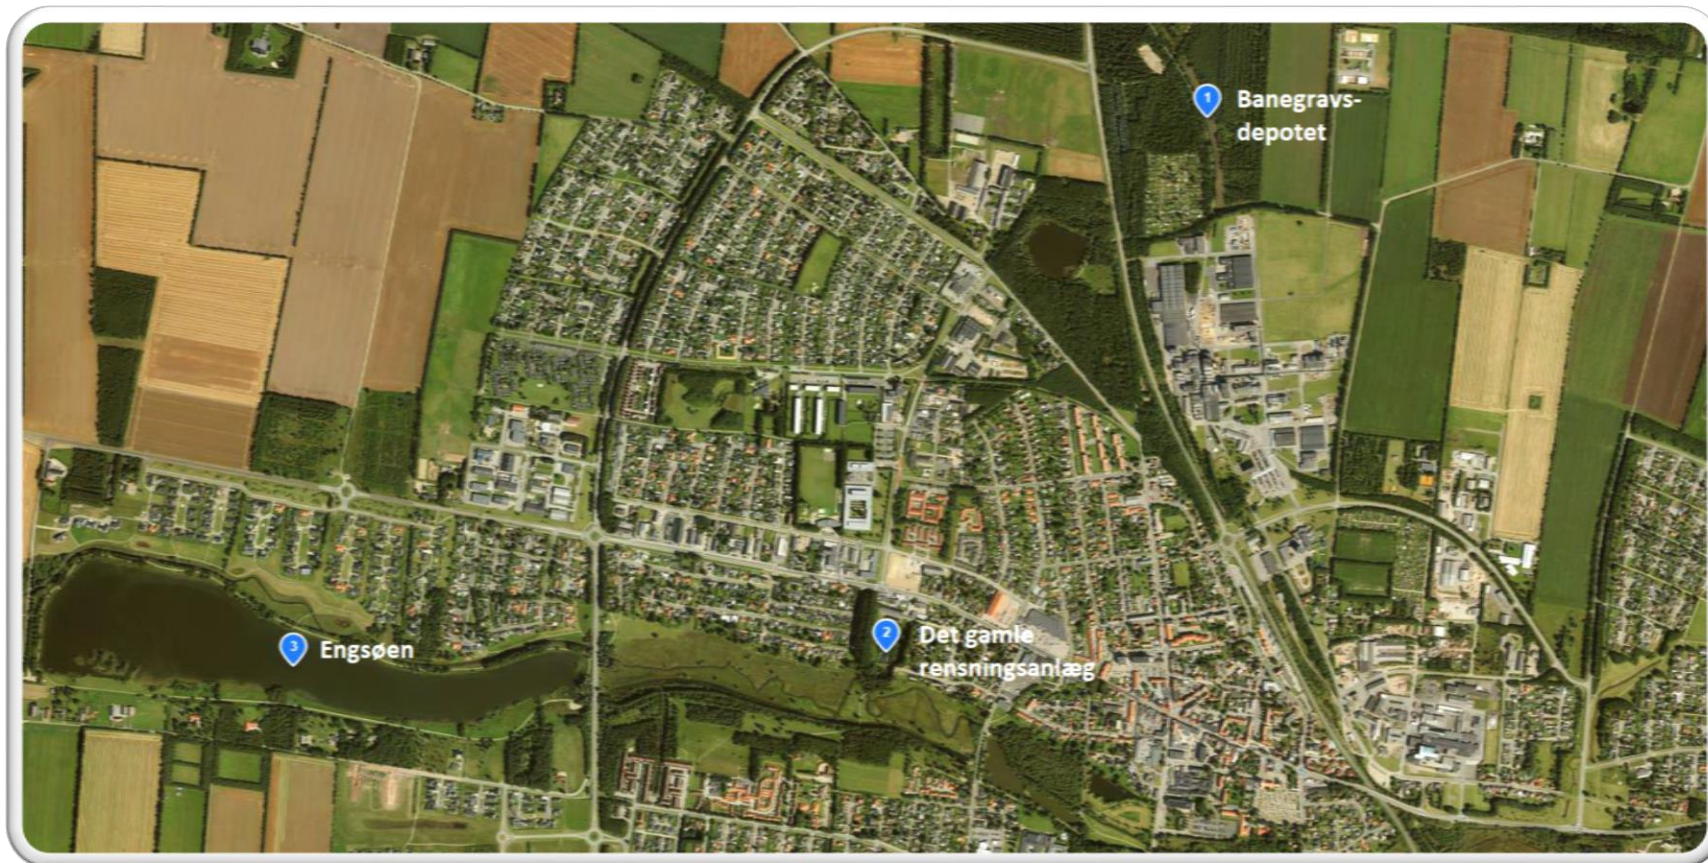 1
Banegravs-
depotet
2
Det gamle
rensningsanlæg
3
Engsøen